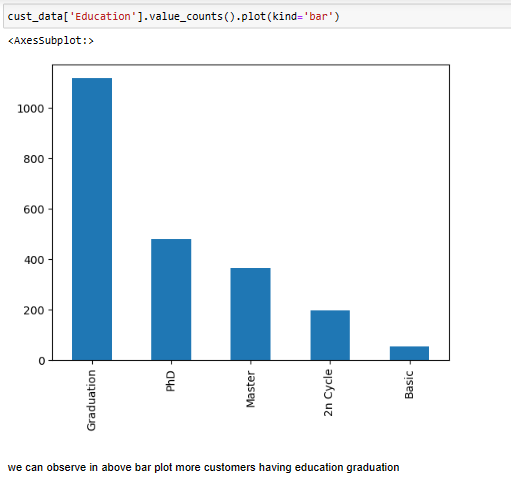 cust_data['Education'].value_counts().plot(kind='bar')
<AxesSubplot:>
1000
800
600
400
200
0
Graduation
PhD
Master
2n Cycle
Basic
we can observe in above bar plot more customers having education graduation